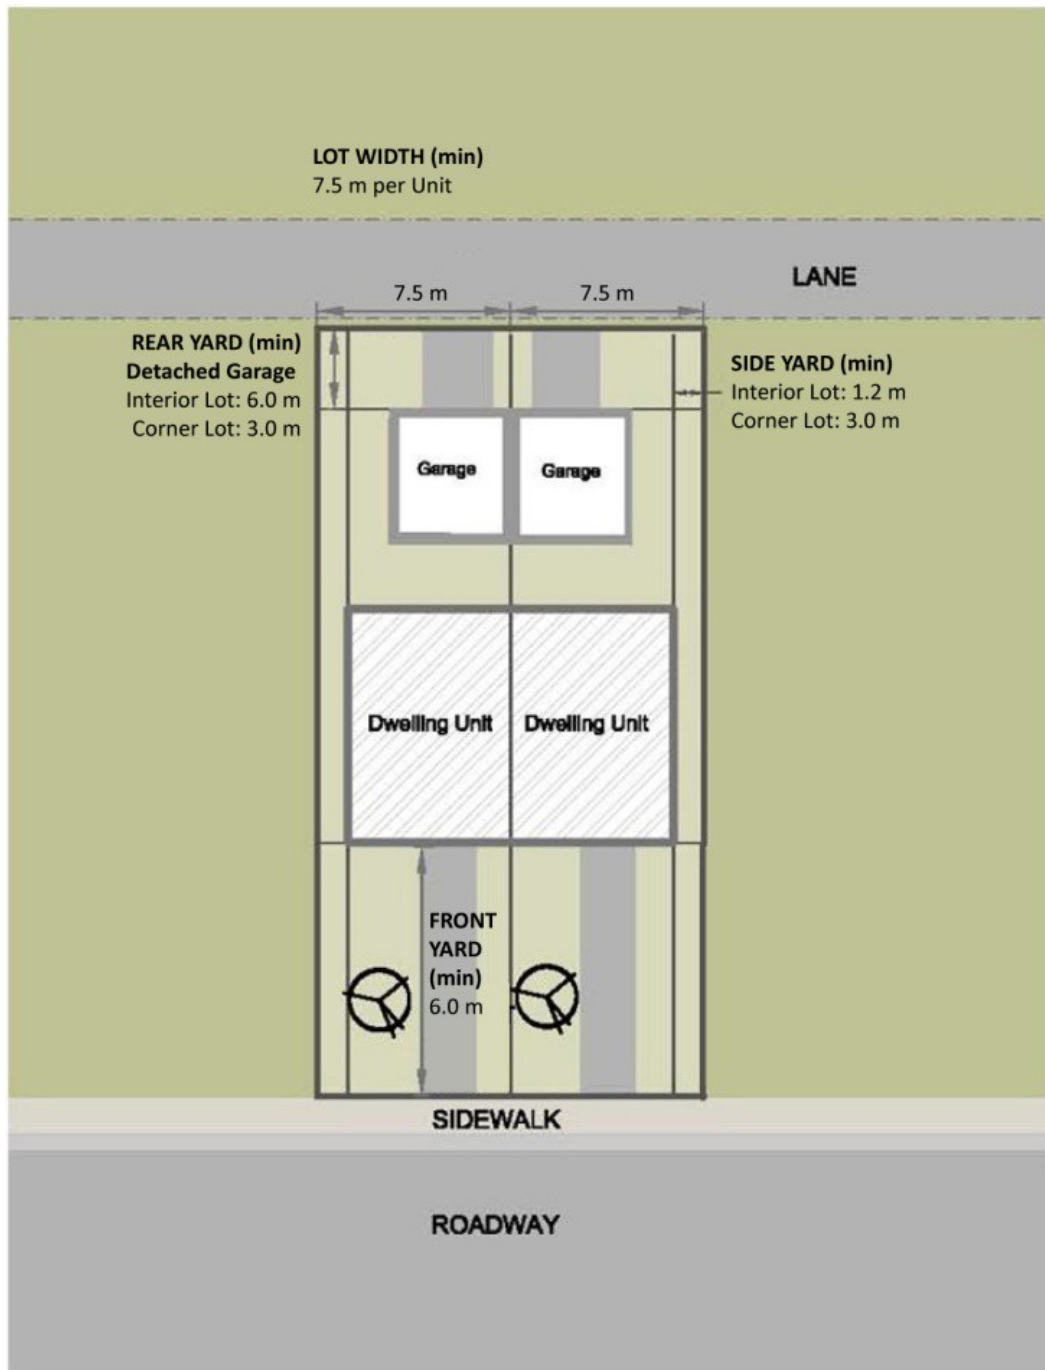 LOT WIDTH (min)
7.5 m per Unit
LANE
7.5 m
7.5 m
REAR YARD (min)
Detached Garage
Interior Lot: 6.0 m
Corner Lot: 3.0 m
SIDE YARD (min)
Interior Lot: 1.2 m
Corner Lot: 3.0 m
Garage
Garage
Dwelling Unit
Dwelling Unit
FRONT
YARD
(min)
6.0 m
SIDEWALK
ROADWAY